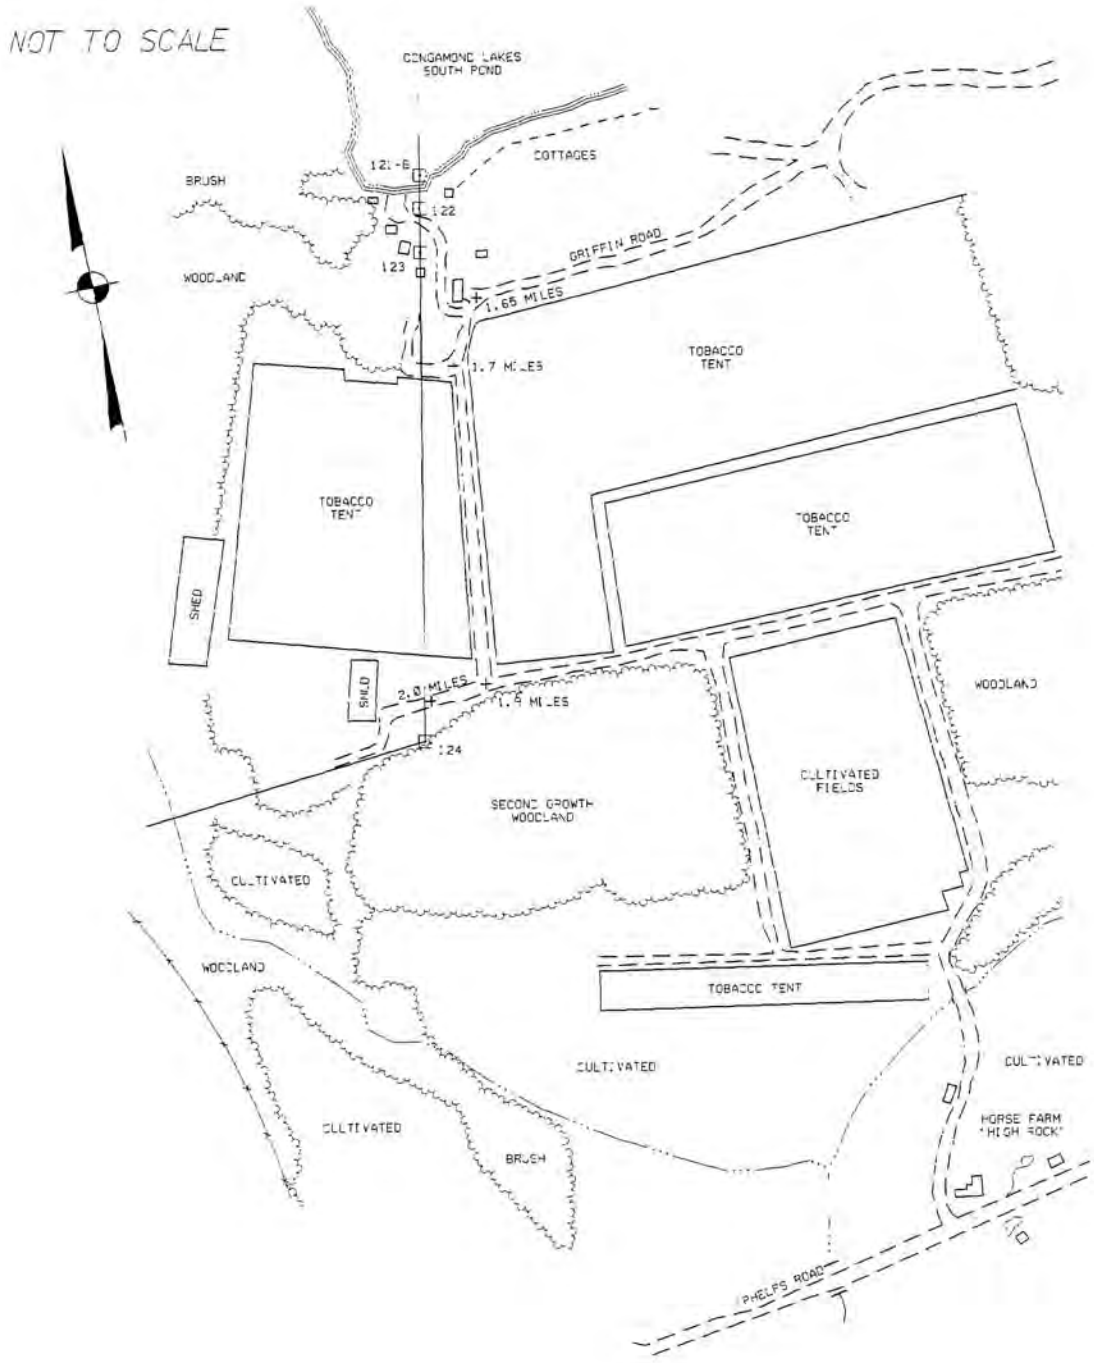 NOT TO SCALE
CONGAMOND LAKES
SOUTH POND
COTTAGES
121-B
BRUSH
122
GRIFFIN ROAD
123
WOODLAND
1.65 MILES
TOBACCO
TENT
1.7 MILES
TOBACCO
TENT
TOBACCO
TENT
SHED
SHED
2.0 MILES
1.9 MILES
WOODLAND
124
CULTIVATED
FIELDS
SECOND GROWTH
WOODLAND
CULTIVATED
WOODLAND
TOBACCO TENT
CULTIVATED
CULTIVATED
CULTIVATED
HORSE FARM
"HIGH ROCK"
BRUSH
PHELPS ROAD